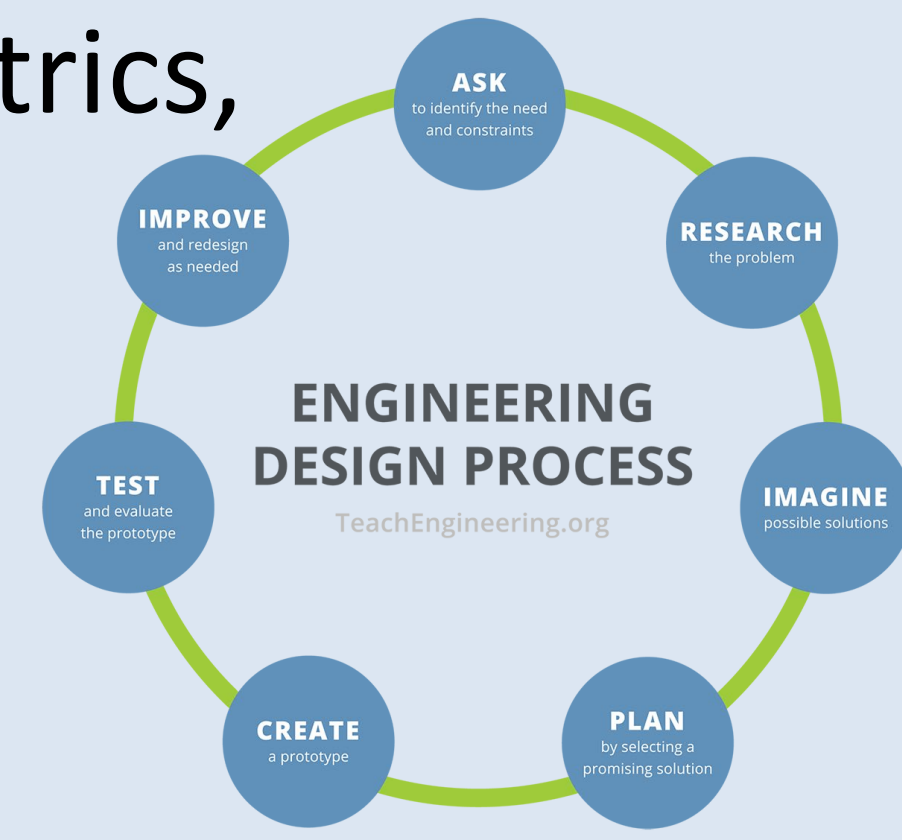 trics,
ASK
to identify the need
and constraints
RESEARCH
the problem
IMAGINE
possible solutions
PLAN
by selecting a
promising solution
CREATE
a prototype
TEST
and evaluate
the prototype
IMPROVE
and redesign
as needed
ENGINEERING
DESIGN PROCESS
TeachEngineering.org